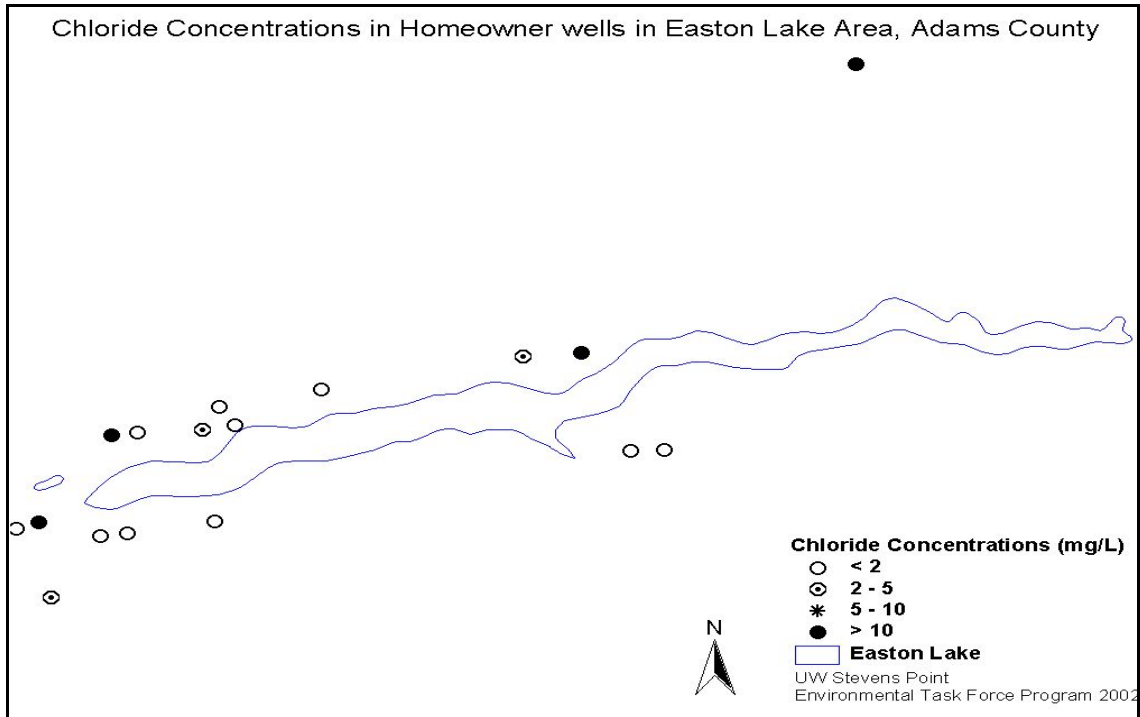 Chloride Concentrations in Homeowner wells in Easton Lake Area, Adams County
Chloride Concentrations (mg/L)
< 2
2 - 5
5 - 10
> 10
Easton Lake
N
UW Stevens Point
Environmental Task Force Program 2002